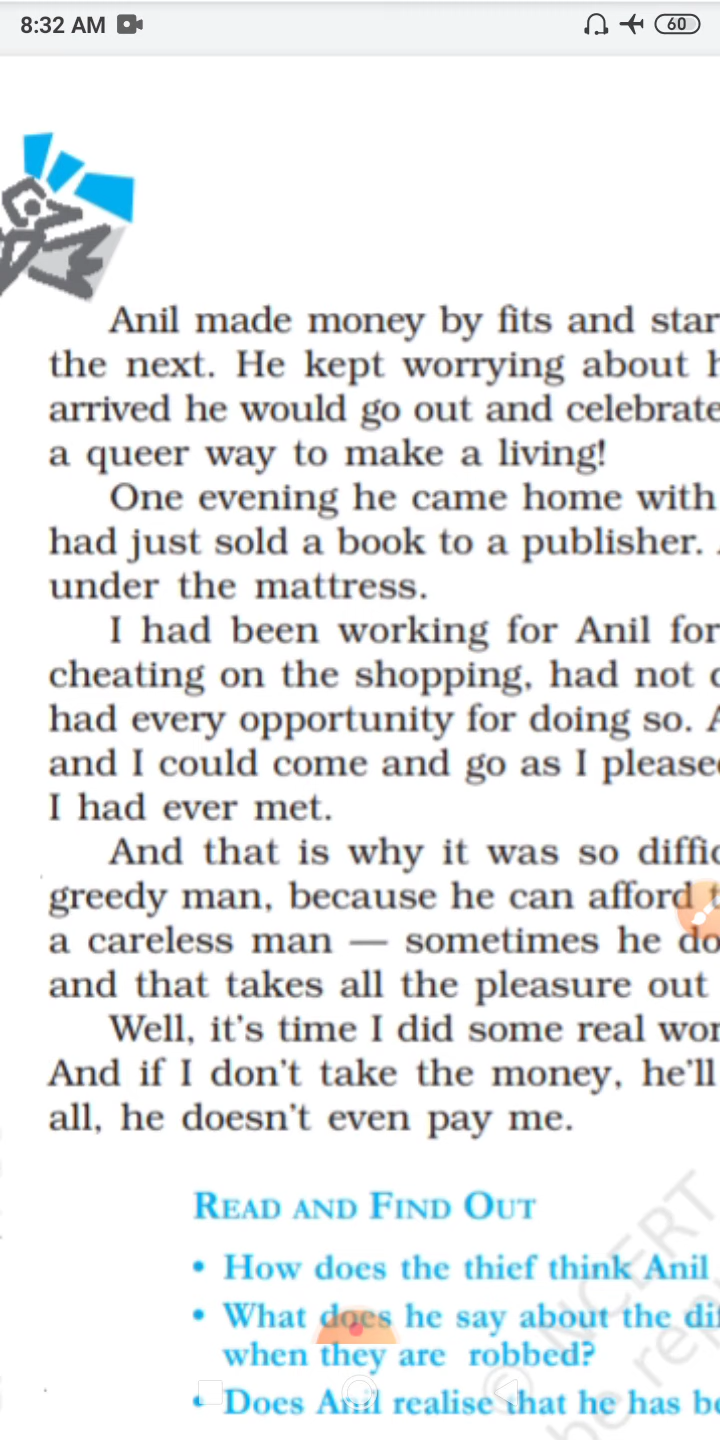 8:32 AM
60
Anil made money by fits and star
the next. He kept worrying about h
arrived he would go out and celebrate
a queer way to make a living!
One evening he came home with
had just sold a book to a publisher.
under the mattress.
I had been working for Anil for
cheating on the shopping, had not
had every opportunity for doing so. A
and I could come and go as I please
I had ever met.
And that is why it was so diffic
greedy man, because he can afford t
a careless man — sometimes he do
and that takes all the pleasure out
Well, it's time I did some real wor
And if I don't take the money, he'll
all, he doesn't even pay me.
READ AND FIND OUT
• How does the thief think Anil
• What does he say about the dif
when they are robbed?
• Does Anil realise that he has be
© NCERT
be rep